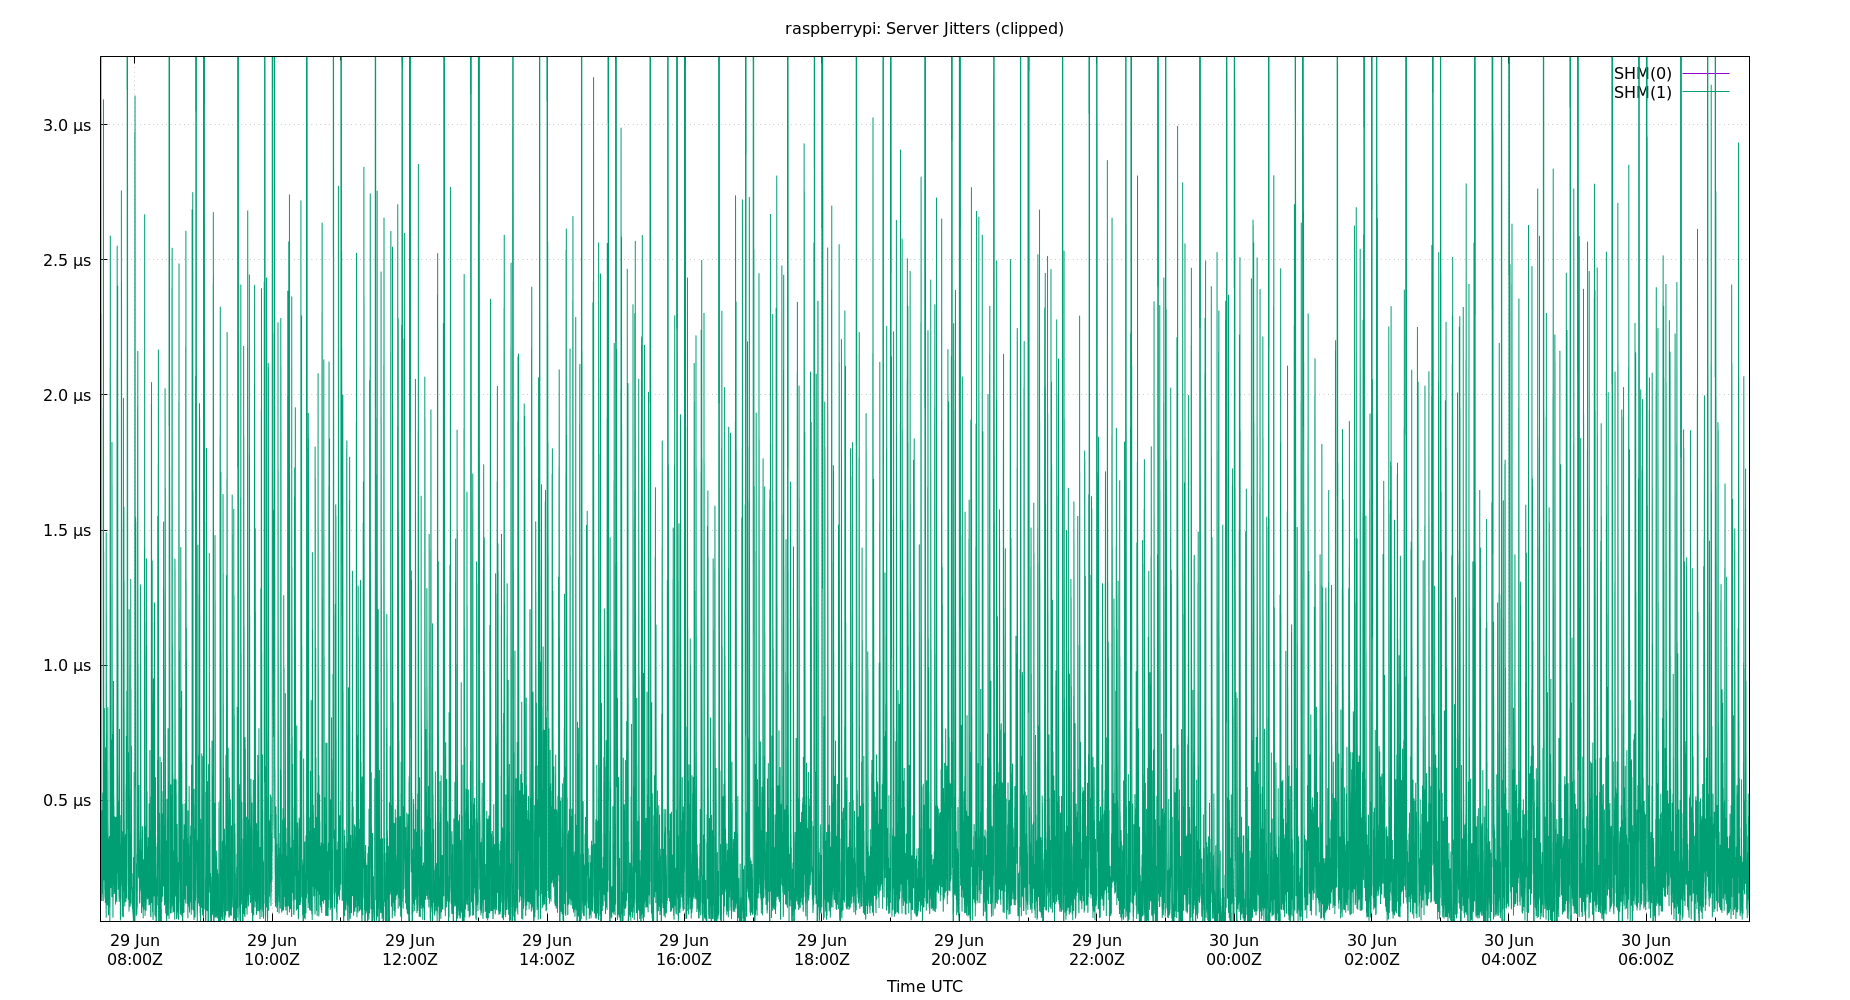 raspberrypi: Server Jitters (clipped)
SHM(0)
SHM(1)
3.0 µs
2.5 µs
2.0 µs
1.5 µs
1.0 µs
0.5 µs
29 Jun 29 Jun 29 Jun 29 Jun 29 Jun 29 Jun 29 Jun 29 Jun 30 Jun 30 Jun 30 Jun 30 Jun
08:00Z 10:00Z 12:00Z 14:00Z 16:00Z 18:00Z 20:00Z 22:00Z 00:00Z 02:00Z 04:00Z 06:00Z
Time UTC